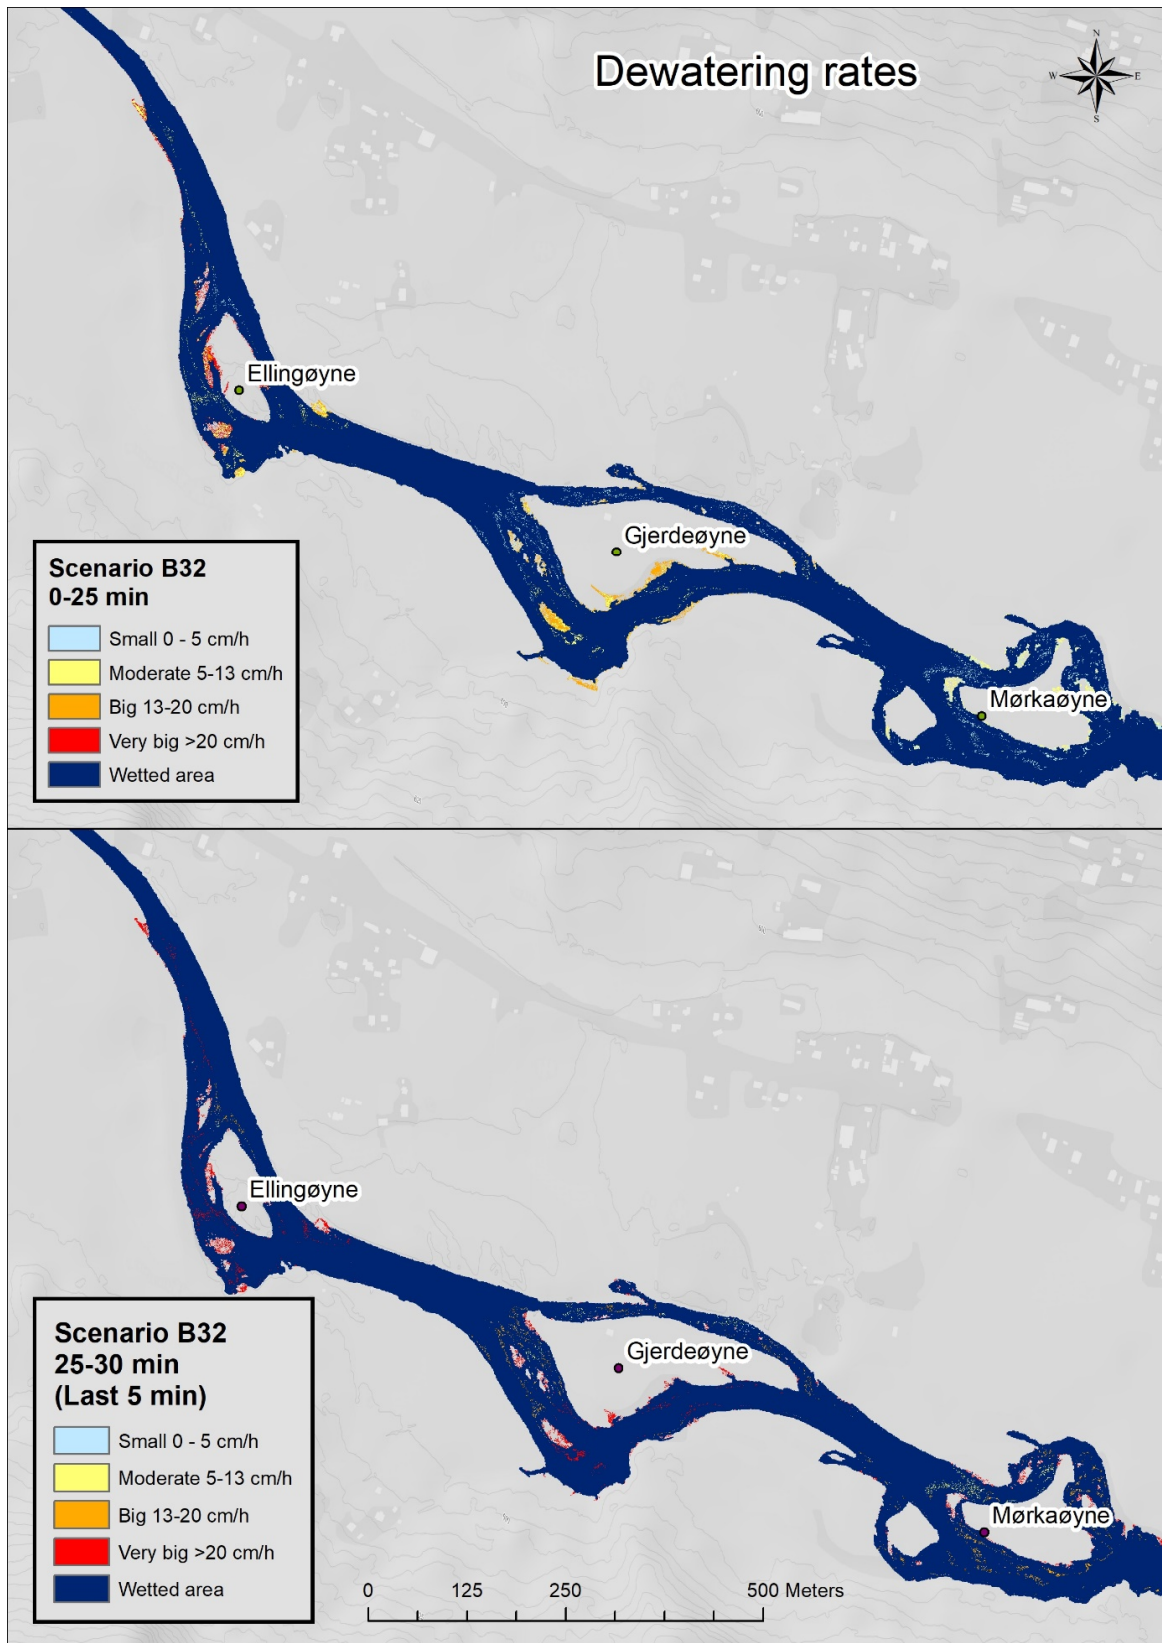 Dewatering rates
N
W
E
S
Ellingøyne
Gjerdeøyne
Mørkaøyne
Scenario B32
0-25 min
Small 0 - 5 cm/h
Moderate 5-13 cm/h
Big 13-20 cm/h
Very big >20 cm/h
Wetted area
Ellingøyne
Gjerdeøyne
Mørkaøyne
Scenario B32
25-30 min
(Last 5 min)
Small 0 - 5 cm/h
Moderate 5-13 cm/h
Big 13-20 cm/h
Very big >20 cm/h
Wetted area
0 125 250 500 Meters